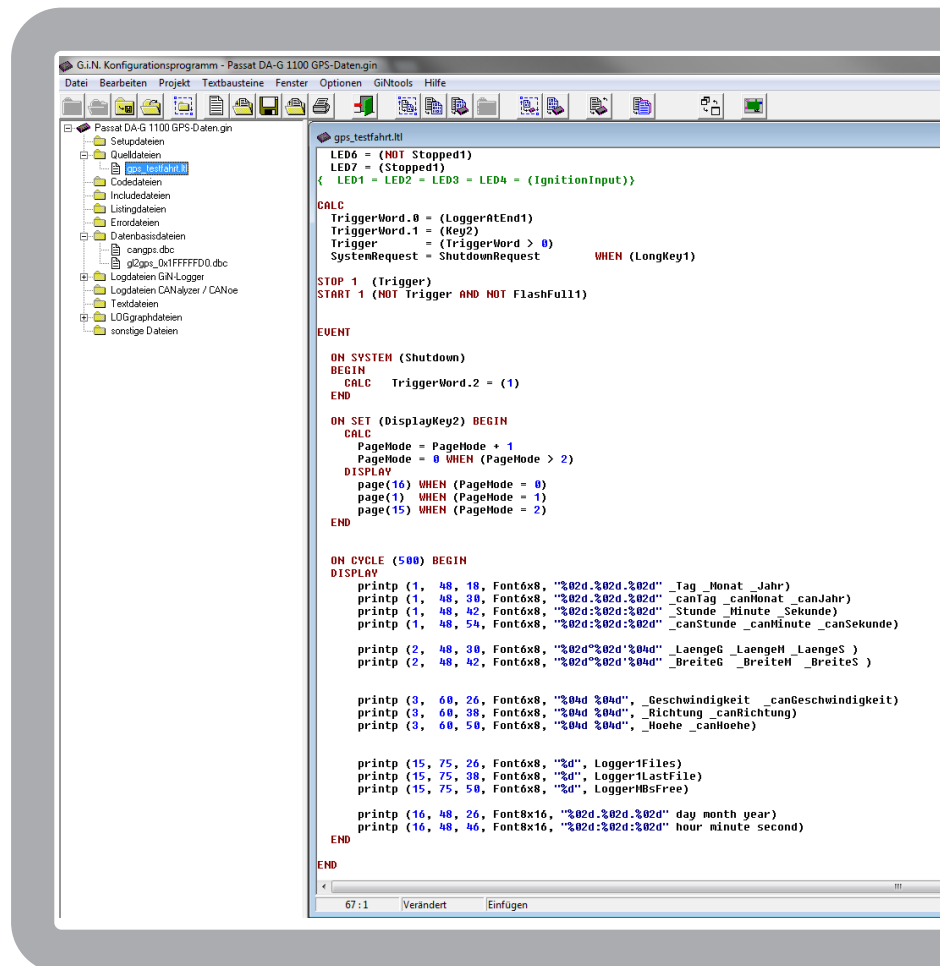 G.i.N. Konfigurationsprogramm - Passat DA-G 1100 GPS-Daten.gin
Datei Bearbeiten Projekt Textbausteine Fenster Optionen GiNtools Hilfe
Passat DA-G 1100 GPS-Daten.gin
Setupdateien
Quelldateien
gps_testfahrt.ltl
Codedateien
Includedateien
Listingdateien
Errordateien
Datenbasisdateien
cangps.dbc
gl2gps_0x1FFFFFD0.dbc
Logdateien GiN-Logger
Logdateien CANalyzer / CANoe
Textdateien
LOGgraphdateien
sonstige Dateien
gps_testfahrt.ltl
LED6 = (NOT Stopped1)
LED7 = (Stopped1)
{ LED1 = LED2 = LED3 = LED4 = (IgnitionInput)}
CALC
TriggerWord.0 = (LoggerAtEnd1)
TriggerWord.1 = (Key2)
Trigger = (TriggerWord > 0)
SystemRequest = ShutdownRequest WHEN (LongKey1)
STOP 1 (Trigger)
START 1 (NOT Trigger AND NOT FlashFull1)
EVENT
ON SYSTEM (Shutdown)
BEGIN
CALC TriggerWord.2 = (1)
END
ON SET (DisplayKey2) BEGIN
CALC
PageMode = PageMode + 1
PageMode = 0 WHEN (PageMode > 2)
DISPLAY
page(16) WHEN (PageMode = 0)
page(1) WHEN (PageMode = 1)
page(15) WHEN (PageMode = 2)
END
ON CYCLE (500) BEGIN
DISPLAY
printp (1, 48, 18, Font6x8, "%02d.%02d.%02d" _Tag _Monat _Jahr)
printp (1, 48, 30, Font6x8, "%02d.%02d.%02d" _canTag _canMonat _canJahr)
printp (1, 48, 42, Font6x8, "%02d:%02d:%02d" _Stunde _Minute _Sekunde)
printp (1, 48, 54, Font6x8, "%02d:%02d:%02d" _canStunde _canMinute _canSekunde)
printp (2, 48, 30, Font6x8, "%02d°%02d'%04d" _LaengeG _LaengeM _LaengeS )
printp (2, 48, 42, Font6x8, "%02d°%02d'%04d" _BreiteG _BreiteM _BreiteS )
printp (3, 60, 26, Font6x8, "%04d %04d", _Geschwindigkeit _canGeschwindigkeit)
printp (3, 60, 38, Font6x8, "%04d %04d", _Richtung _canRichtung)
printp (3, 60, 50, Font6x8, "%04d %04d", _Hoehe _canHoehe)
printp (15, 75, 26, Font6x8, "%d", Logger1Files)
printp (15, 75, 38, Font6x8, "%d", Logger1LastFile)
printp (15, 75, 50, Font6x8, "%d", LoggerMBsFree)
printp (16, 48, 26, Font8x16, "%02d.%02d.%02d" day month year)
printp (16, 48, 46, Font8x16, "%02d:%02d:%02d" hour minute second)
END
END
67 : 1 Verändert Einfügen